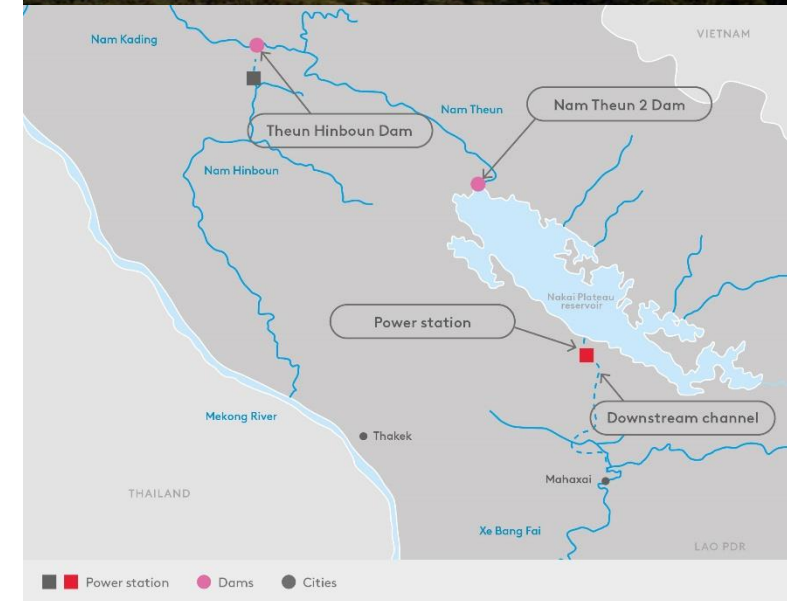 Nam Kading
VIETNAM
Nam Theun
Nam Theun 2 Dam
Theun Hinboun Dam
Nam Hinboun
Nakai Plateau
reservoir
Power station
Mekong River
Downstream channel
Thakek
Mahaxai
THAILAND
Xe Bang Fai
LAO PDR
Power station
Dams
Cities